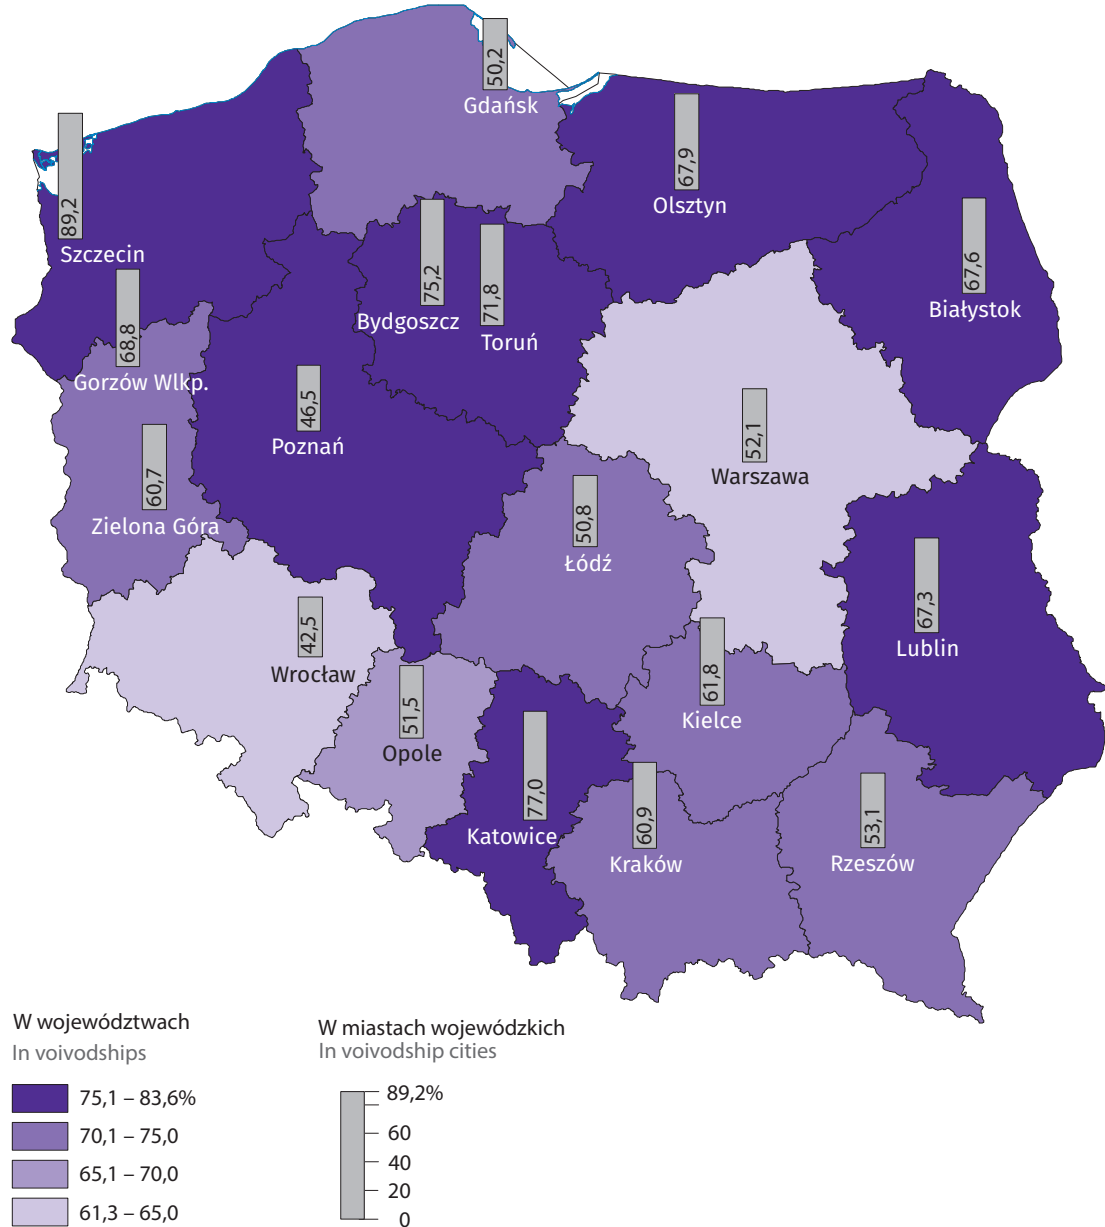 50,2
Gdańsk
89,2
Szczecin
67,9
Olsztyn
67,6
Białystok
75,2
Bydgoszcz
71,8
Toruń
68,8
Gorzów Wlkp.
46,5
Poznań
52,1
Warszawa
60,7
Zielona Góra
50,8
Łódź
67,3
Lublin
42,5
Wrocław
51,5
Opole
61,8
Kielce
77,0
Katowice
60,9
Kraków
53,1
Rzeszów
W województwach
In voivodships
75,1 – 83,6%
70,1 – 75,0
65,1 – 70,0
61,3 – 65,0
W miastach wojewódzkich
In voivodship cities
89,2%
60
40
20
0